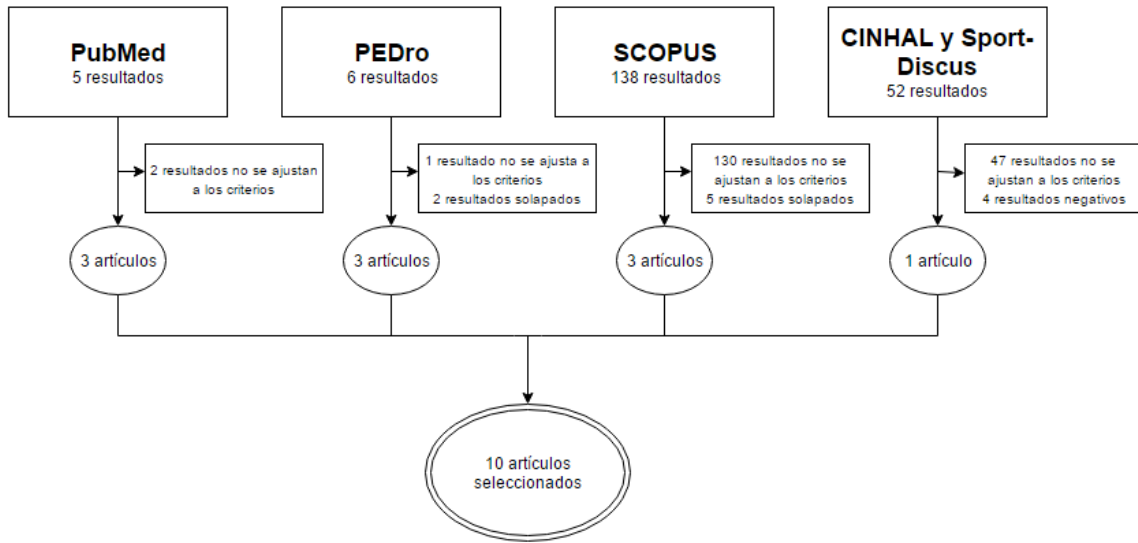 PubMed
5 resultados
PEDro
6 resultados
SCOPUS
138 resultados
CINHAL y Sport-
Discus
52 resultados
2 resultados no se ajustan
a los criterios
1 resultado no se ajusta a
los criterios
2 resultados solapados
130 resultados no se
ajustan a los criterios
5 resultados solapados
47 resultados no se
ajustan a los criterios
4 resultados negativos
3 artículos
3 artículos
3 artículos
1 artículo
10 artículos
seleccionados